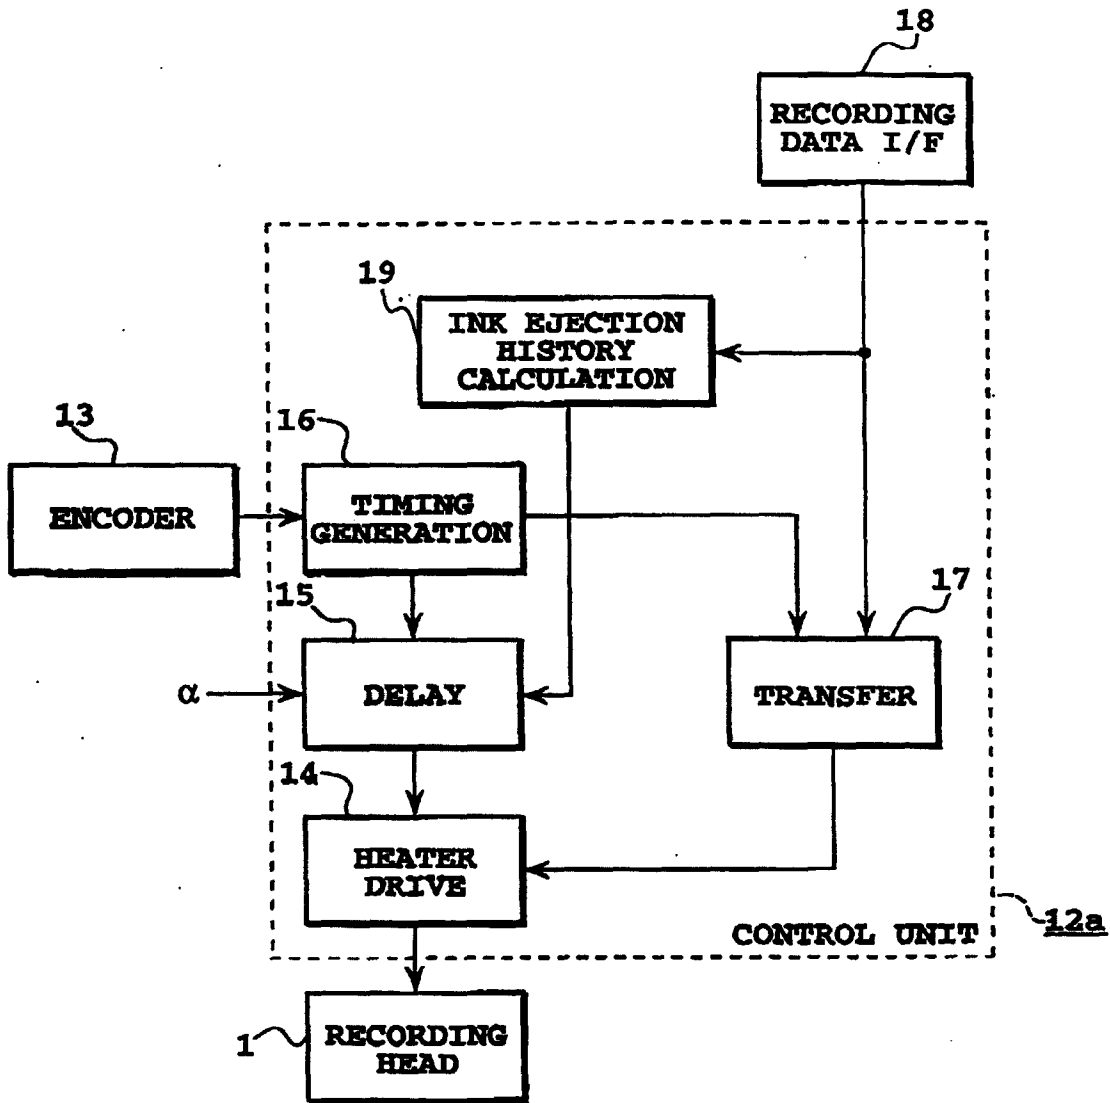 18
RECORDING
DATA I/F
19
INK EJECTION
HISTORY
CALCULATION
13
ENCODER
16
TIMING
GENERATION
15
α
DELAY
17
TRANSFER
14
HEATER
DRIVE
CONTROL UNIT
12a
1
RECORDING
HEAD